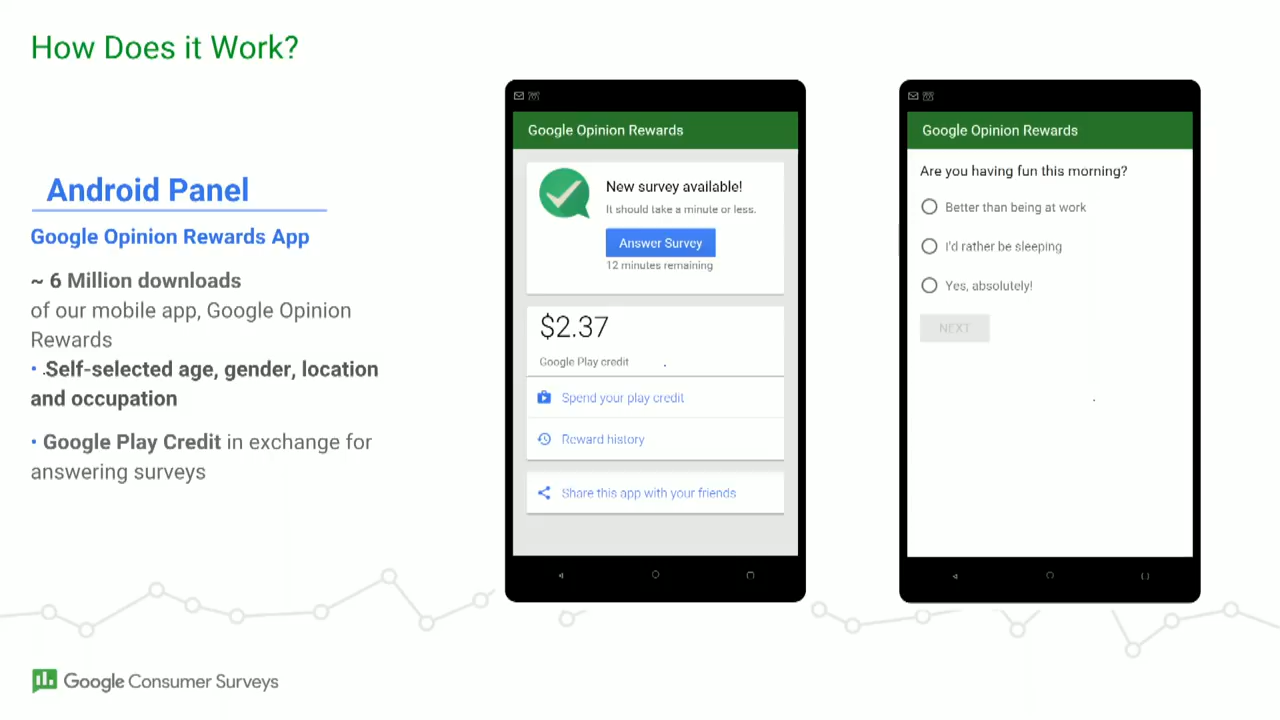 How Does it Work?
Android Panel
Google Opinion Rewards App
~ 6 Million downloads
of our mobile app, Google Opinion
Rewards
• Self-selected age, gender, location
and occupation
• Google Play Credit in exchange for
answering surveys
Google Opinion Rewards
New survey available!
It should take a minute or less.
Answer Survey
12 minutes remaining
$2.37
Google Play credit
Spend your play credit
Reward history
Share this app with your friends
Google Opinion Rewards
Are you having fun this morning?
Better than being at work
I'd rather be sleeping
Yes, absolutely!
NEXT
Google Consumer Surveys